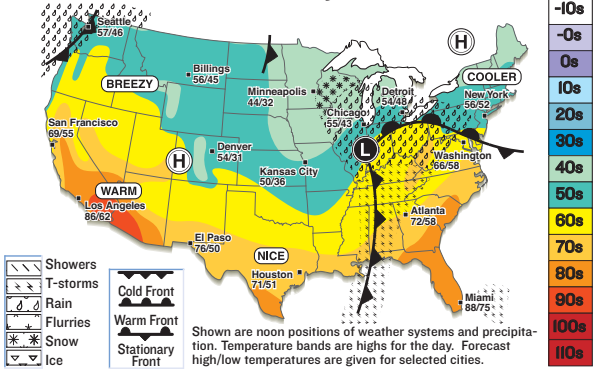 Seattle
57/46
H
-10s
-0s
0s
10s
20s
30s
40s
50s
60s
70s
80s
90s
100s
110s
Billings
56/45
BREEZY
Minneapolis
44/32
Detroit
54/48
COOLER
New York
56/52
Chicago
55/43
San Francisco
69/55
Denver
54/31
H
L
Washington
66/58
Kansas City
50/36
WARM
Los Angeles
86/62
Atlanta
72/58
El Paso
76/50
NICE
Houston
71/51
Miami
88/75
Showers
T-storms
Rain
Flurries
Snow
Ice
Cold Front
Warm Front
Stationary
Front
Shown are noon positions of weather systems and precipita-
tion. Temperature bands are highs for the day. Forecast
high/low temperatures are given for selected cities.